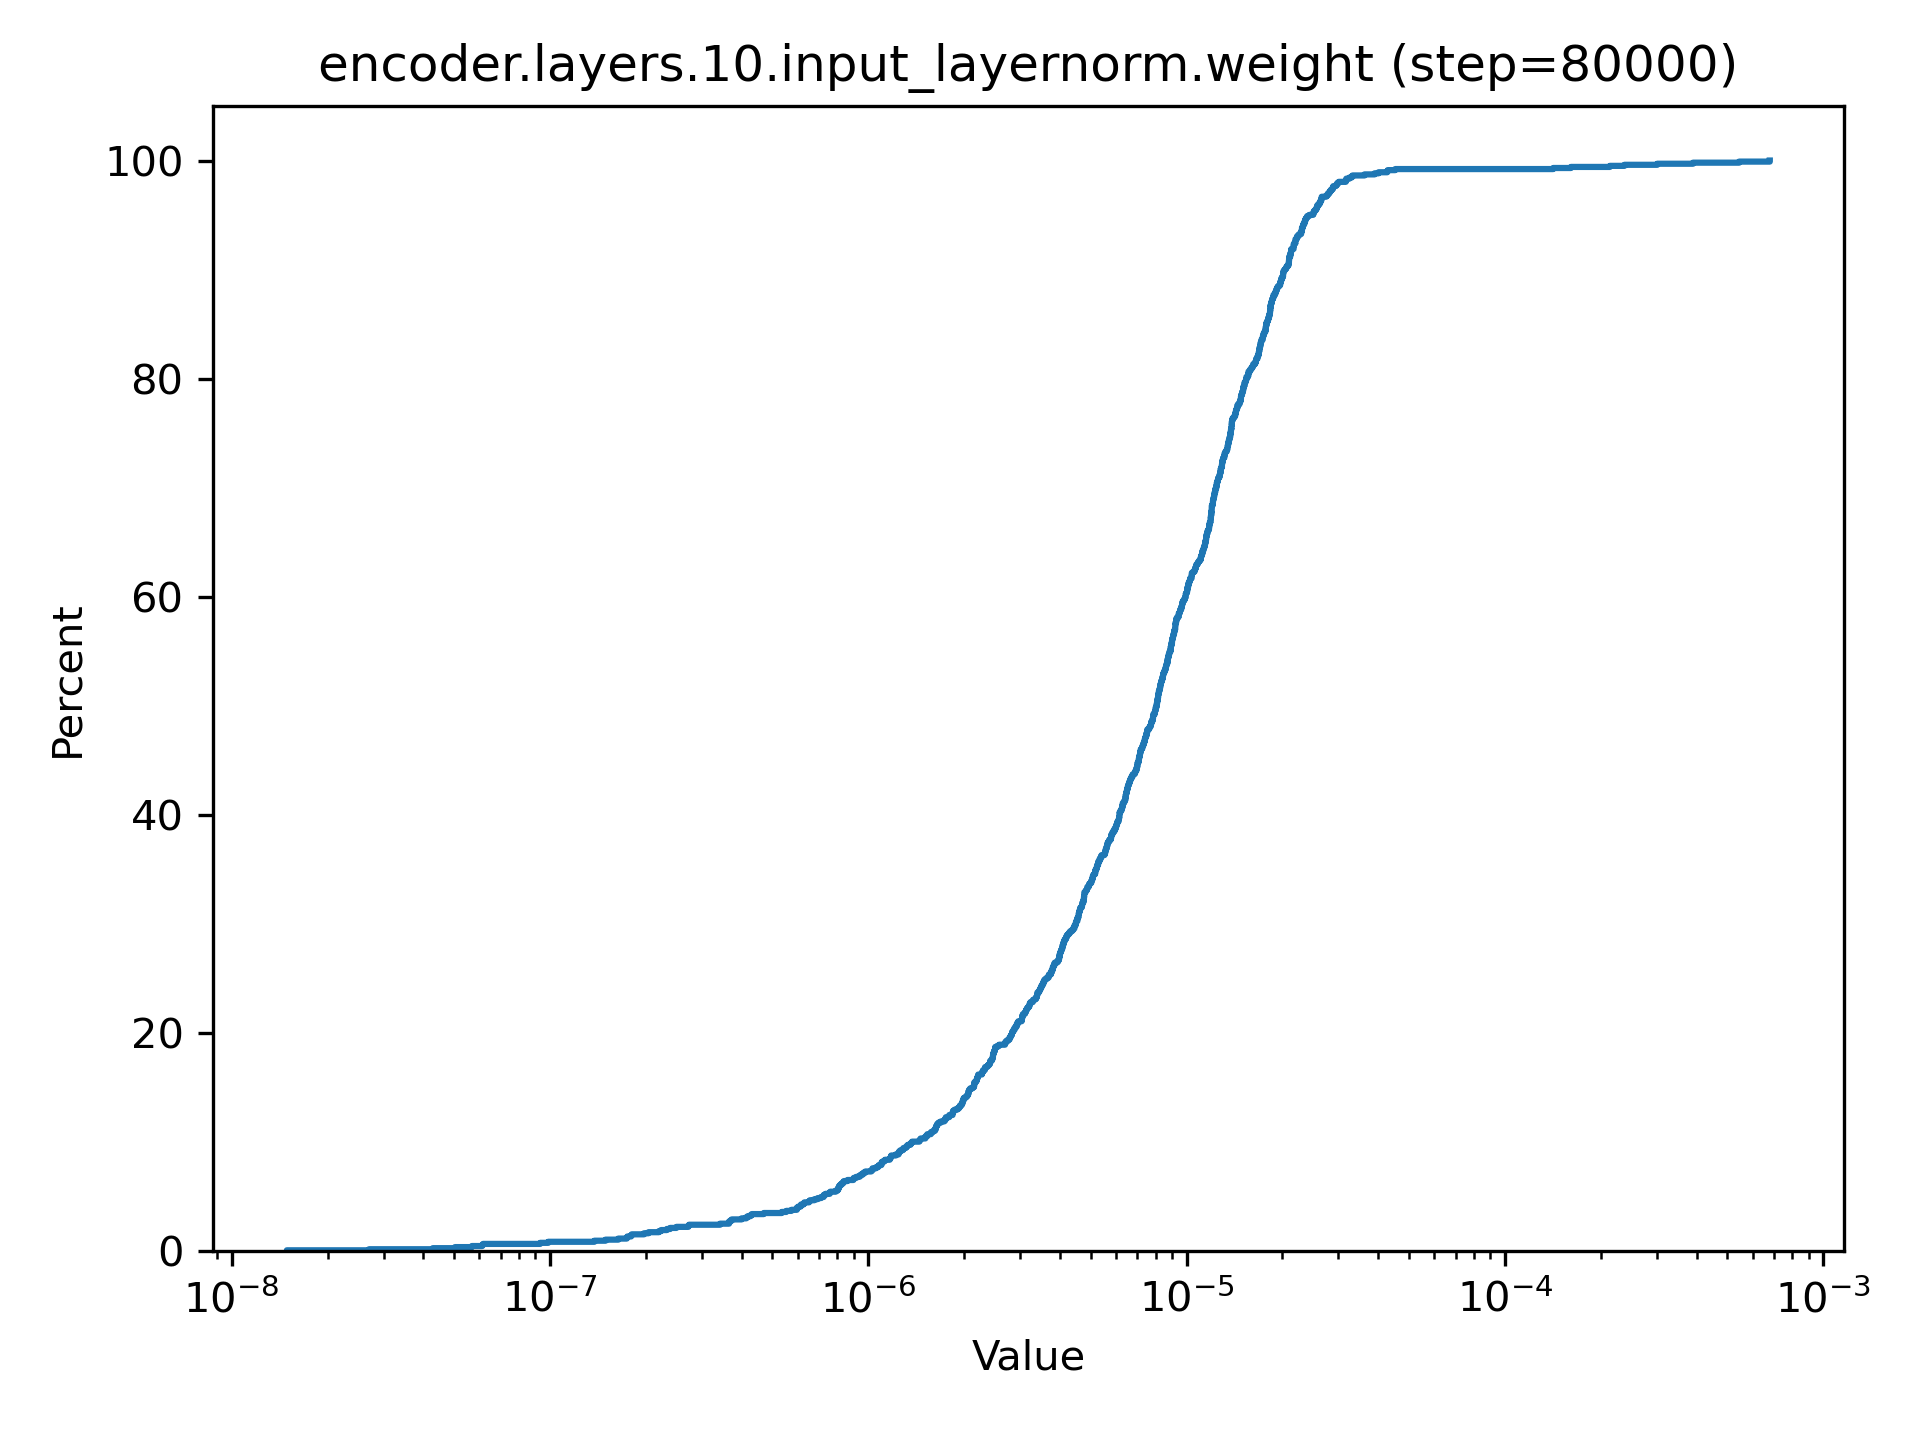 encoder.layers.10.input_layernorm.weight (step=80000)
100
80
60
40
20
0
Percent
10⁻⁸ 10⁻⁷ 10⁻⁶ 10⁻⁵ 10⁻⁴ 10⁻³
Value